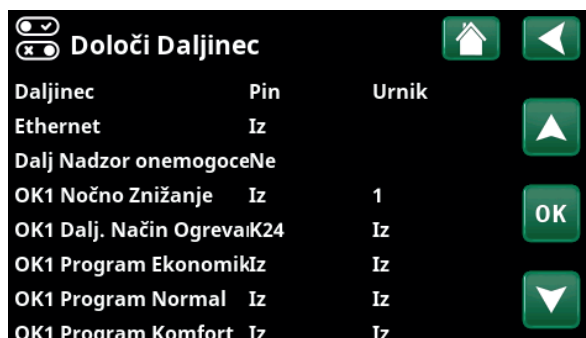 Določi Daljinec
Daljinec Pin Urnik
Ethernet Iz
Dalj Nadzor onemogoceNe
OK1 Nočno Znižanje Iz 1
OK
OK1 Dalj. Način OgrevaiK24 Iz
OK1 Program EkonomikIz Iz
OK1 Program Normal Iz Iz
OK1 Program Komfort Iz Iz